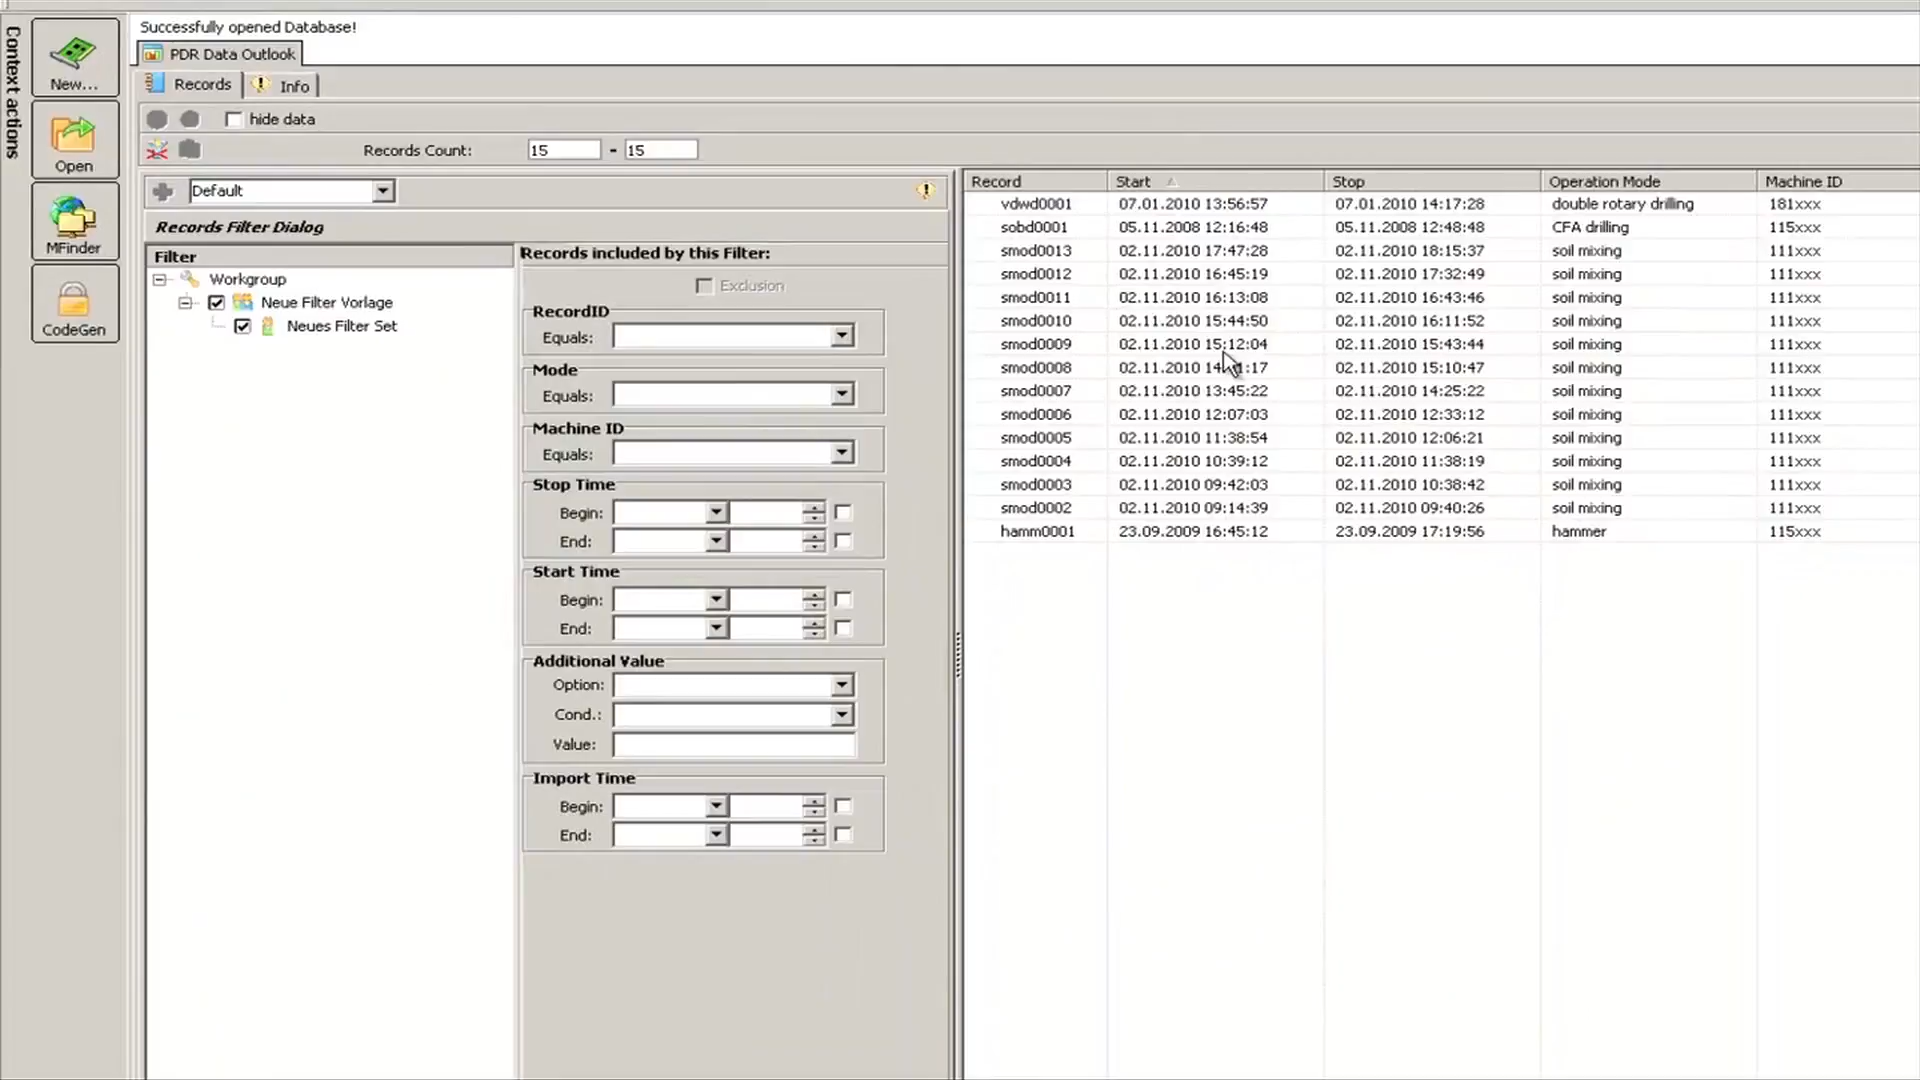 Successfully opened Database!
Context actions
New...
Open
MFinder
CodeGen
PDR Data Outlook
Records
Info
hide data
Records Count: 15 - 15
Default
Records Filter Dialog
Filter
Workgroup
Neue Filter Vorlage
Neues Filter Set
Records included by this Filter:
Exclusion
RecordID
Equals:
Mode
Equals:
Machine ID
Equals:
Stop Time
Begin:
End:
Start Time
Begin:
End:
Additional Value
Option:
Cond.:
Value:
Import Time
Begin:
End:
Record Start Stop Operation Mode Machine ID
vdwd0001 07.01.2010 13:56:57 07.01.2010 14:17:28 double rotary drilling 181xxx
sobd0001 05.11.2008 12:16:48 05.11.2008 12:48:48 CFA drilling 115xxx
smod0013 02.11.2010 17:47:28 02.11.2010 18:15:37 soil mixing 111xxx
smod0012 02.11.2010 16:45:19 02.11.2010 17:32:49 soil mixing 111xxx
smod0011 02.11.2010 16:13:08 02.11.2010 16:43:46 soil mixing 111xxx
smod0010 02.11.2010 15:44:50 02.11.2010 16:11:52 soil mixing 111xxx
smod0009 02.11.2010 15:12:04 02.11.2010 15:43:44 soil mixing 111xxx
smod0008 02.11.2010 02.11.2010 15:10:47 soil mixing 111xxx
smod0007 02.11.2010 13:45:22 02.11.2010 14:25:22 soil mixing 111xxx
smod0006 02.11.2010 12:07:03 02.11.2010 12:33:12 soil mixing 111xxx
smod0005 02.11.2010 11:38:54 02.11.2010 12:06:21 soil mixing 111xxx
smod0004 02.11.2010 10:39:12 02.11.2010 11:38:19 soil mixing 111xxx
smod0003 02.11.2010 09:42:03 02.11.2010 10:38:42 soil mixing 111xxx
smod0002 02.11.2010 09:14:39 02.11.2010 09:40:26 soil mixing 111xxx
hamm0001 23.09.2009 16:45:12 23.09.2009 17:19:56 hammer 115xxx